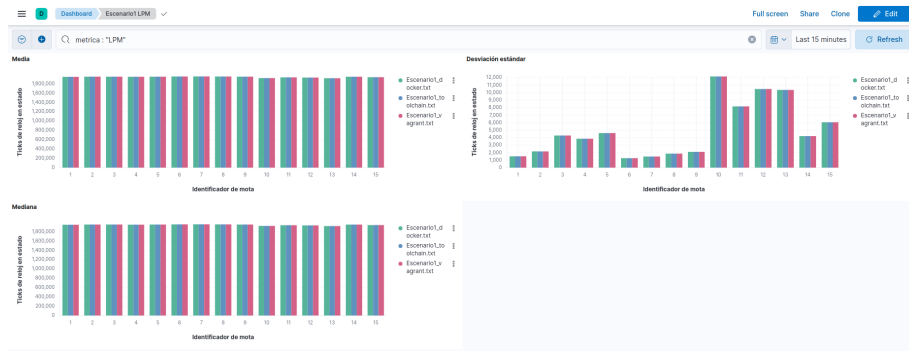 D Dashboard Escenario1 LPM Full screen Share Clone Edit
metrica : "LPM" Last 15 minutes Refresh
Media
Ticks de reloj en estado
1,800,000
1,600,000
1,400,000
1,200,000
1,000,000
800,000
600,000
400,000
200,000
0
1 2 3 4 5 6 7 8 9 10 11 12 13 14 15
Identificador de mota
Escenario1_d
ocker.txt
Escenario1_to
olchain.txt
Escenario1_v
agrant.txt
Desviación estándar
Ticks de reloj en estado
12,000
11,000
10,000
9,000
8,000
7,000
6,000
5,000
4,000
3,000
2,000
1,000
0
1 2 3 4 5 6 7 8 9 10 11 12 13 14 15
Identificador de mota
Escenario1_d
ocker.txt
Escenario1_to
olchain.txt
Escenario1_v
agrant.txt
Mediana
Ticks de reloj en estado
1,800,000
1,600,000
1,400,000
1,200,000
1,000,000
800,000
600,000
400,000
200,000
0
1 2 3 4 5 6 7 8 9 10 11 12 13 14 15
Identificador de mota
Escenario1_d
ocker.txt
Escenario1_to
olchain.txt
Escenario1_v
agrant.txt